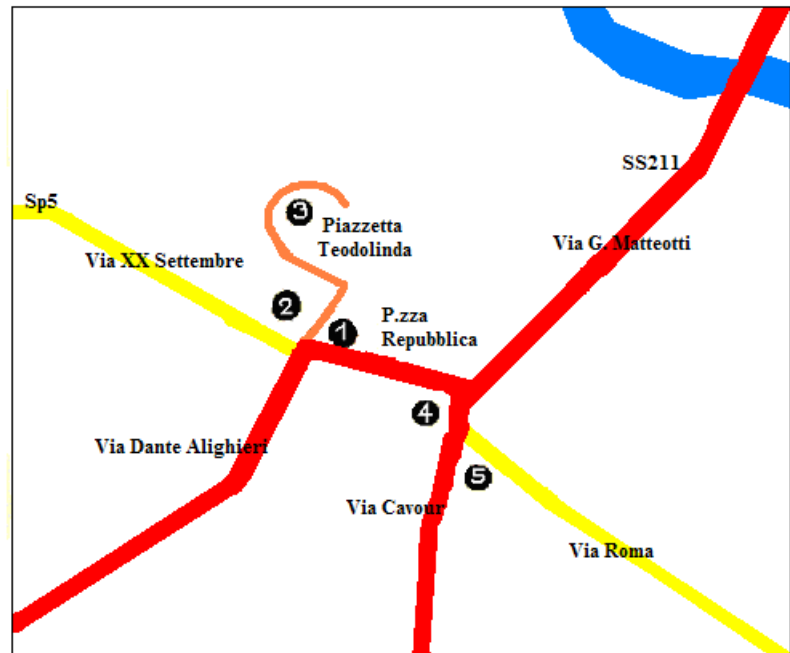 SS211
Sp5
3
Piazzetta
Teodolinda
Via G. Matteotti
Via XX Settembre
2
1
P.zza
Repubblica
4
Via Dante Alighieri
5
Via Cavour
Via Roma